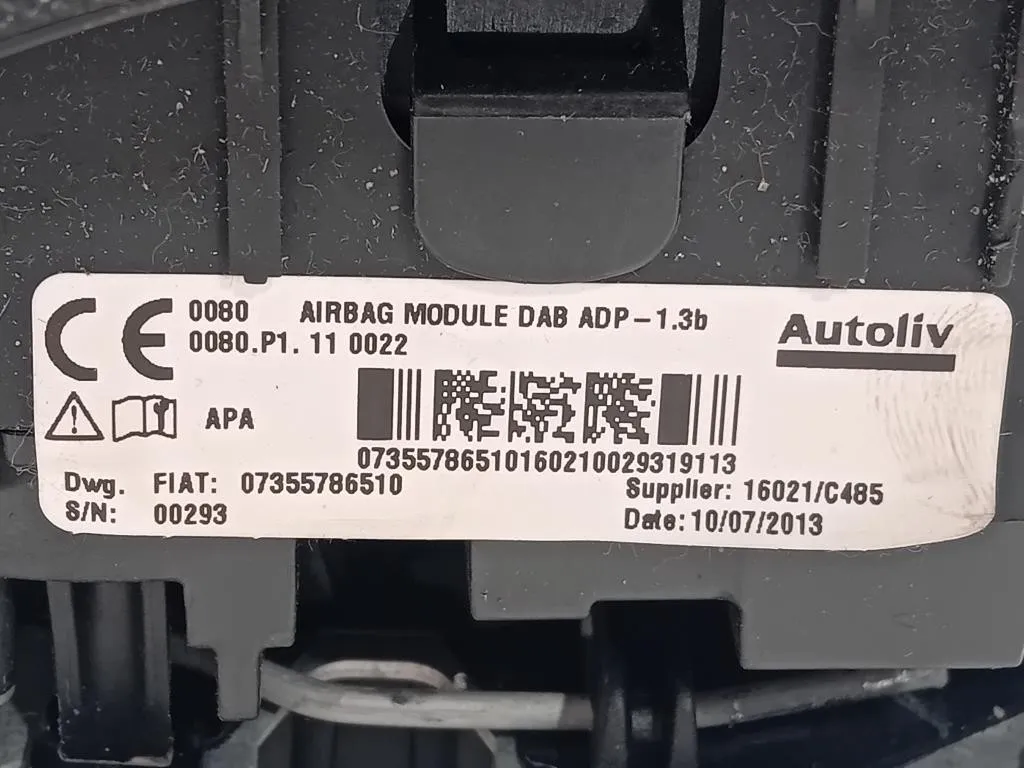 CE 0080 AIRBAG MODULE DAB ADP-1.3b
0080.P1. 11 0022
Autoliv
APA
07355786510160210029319113
Dwg. FIAT: 07355786510
S/N: 00293
Supplier: 16021/C485
Date: 10/07/2013